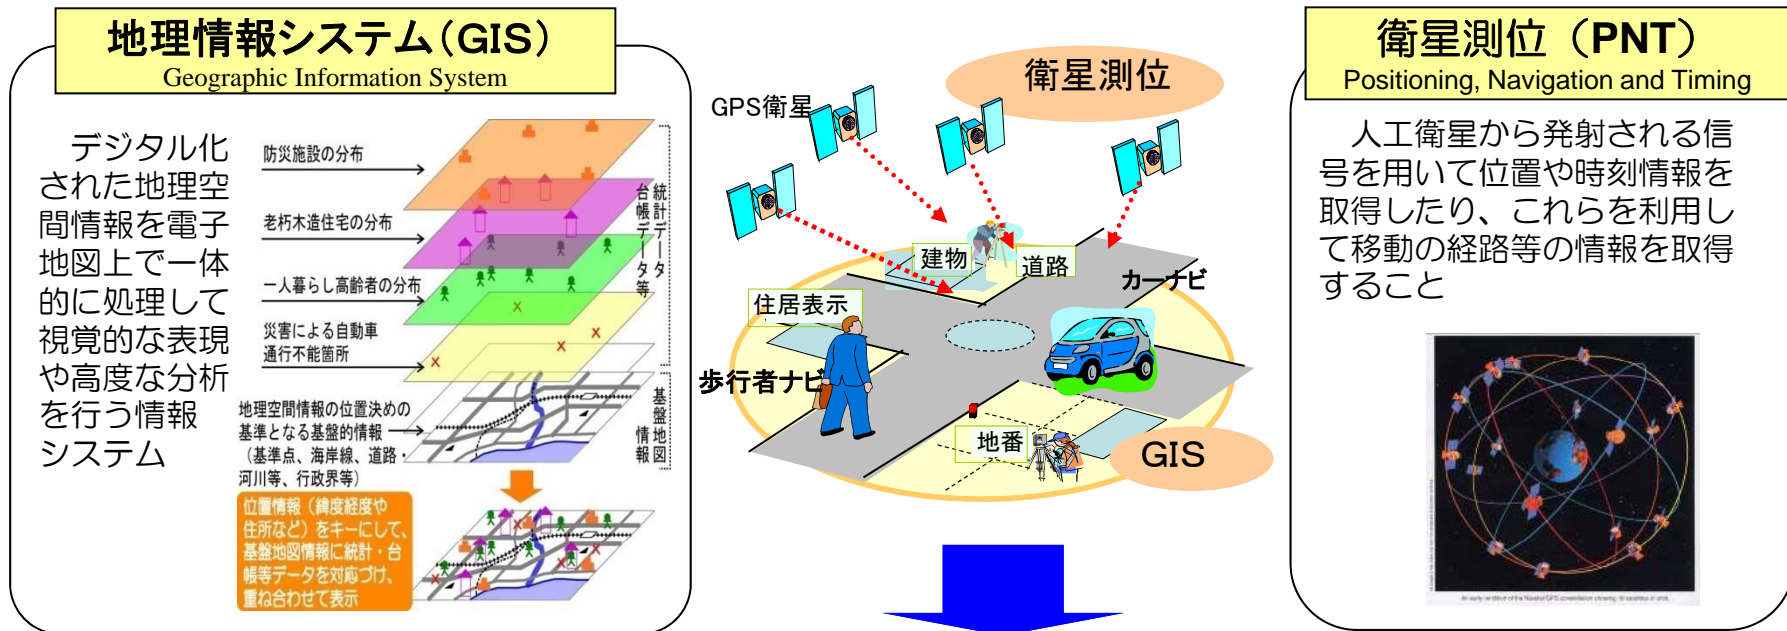 地理情報システム（GIS）
Geographic Information System
デジタル化
された地理空
間情報を電子
地図上で一体
的に処理して
視覚的な表現
や高度な分析
を行う情報
システム
防災施設の分布
老朽木造住宅の分布
一人暮らし高齢者の分布
災害による自動車
通行不能箇所
統計データ・
台帳データ等
地理空間情報の位置決めの
基準となる基盤的情報
（基準点、海岸線、道路・
河川等、行政界等）
基盤地図
情報
位置情報（緯度経度や
住所など）をキーにして、
基盤地図情報に統計・台
帳等データを対応づけ、
重ね合わせて表示
衛星測位
GPS衛星
建物
道路
カーナビ
住居表示
歩行者ナビ
地番
GIS
衛星測位（PNT）
Positioning, Navigation and Timing
人工衛星から発射される信
号を用いて位置や時刻情報を
取得したり、これらを利用し
て移動の経路等の情報を取得
すること